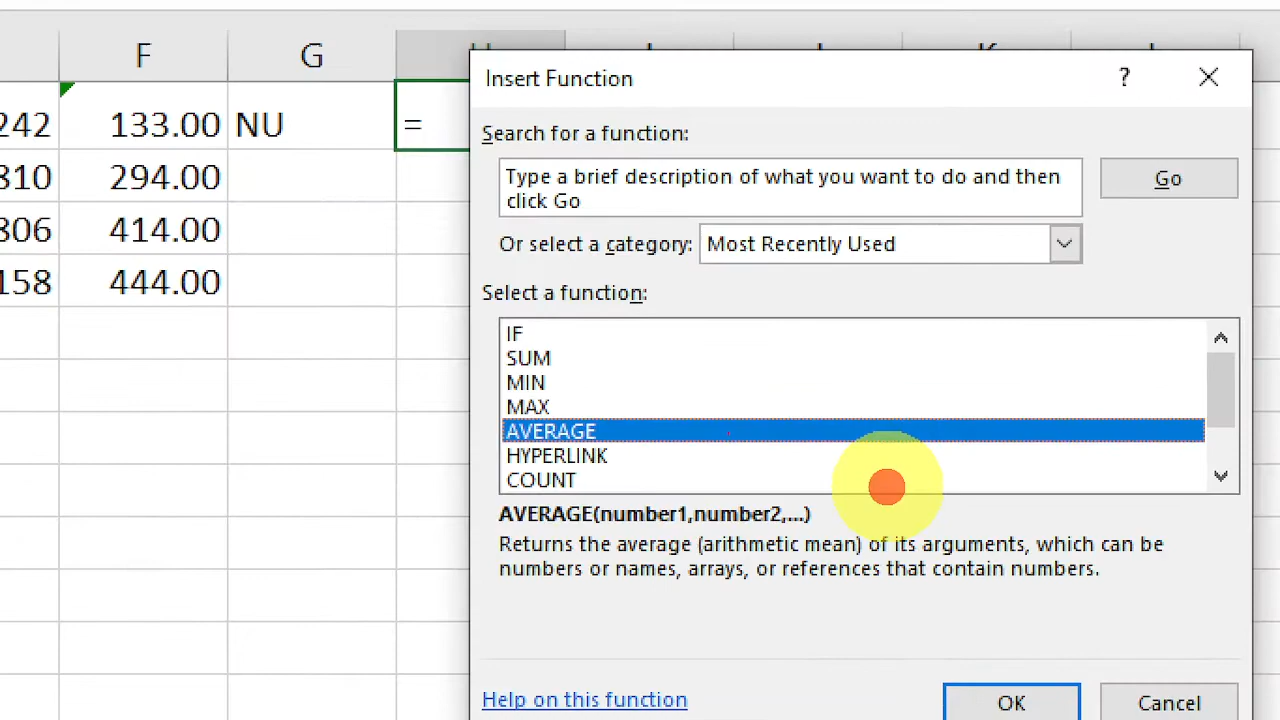 F G
Insert Function ?
Search for a function:
242 133.00 NU =
Type a brief description of what you want to do and then
click Go
Go
810 294.00
Or select a category: Most Recently Used
806 414.00
Select a function:
158 444.00
IF
SUM
MIN
MAX
AVERAGE
HYPERLINK
COUNT
AVERAGE(number1,number2,...)
Returns the average (arithmetic mean) of its arguments, which can be
numbers or names, arrays, or references that contain numbers.
Help on this function
OK Cancel